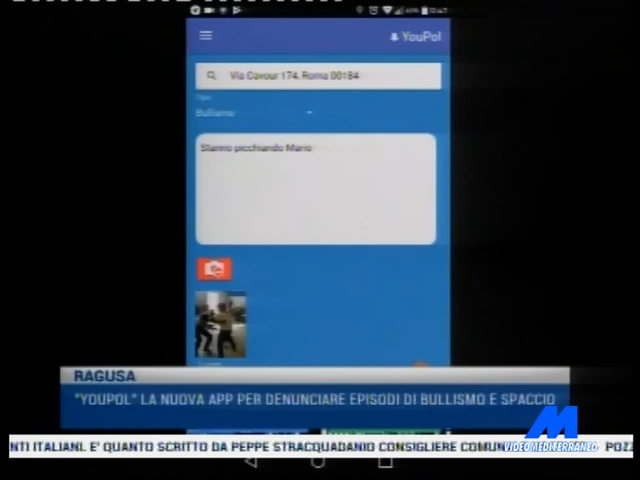 YouPol
Via Cavour 174, Roma 00184
Tipo
Bullismo
Stanno picchiando Mario
RAGUSA
"YOUPOL" LA NUOVA APP PER DENUNCIARE EPISODI DI BULLISMO E SPACCIO
NTI ITALIANI. E' QUANTO SCRITTO DA PEPPE STRACQUADANIO CONSIGLIERE COMUN
VIDEOMEDITERRANEO
POZZ